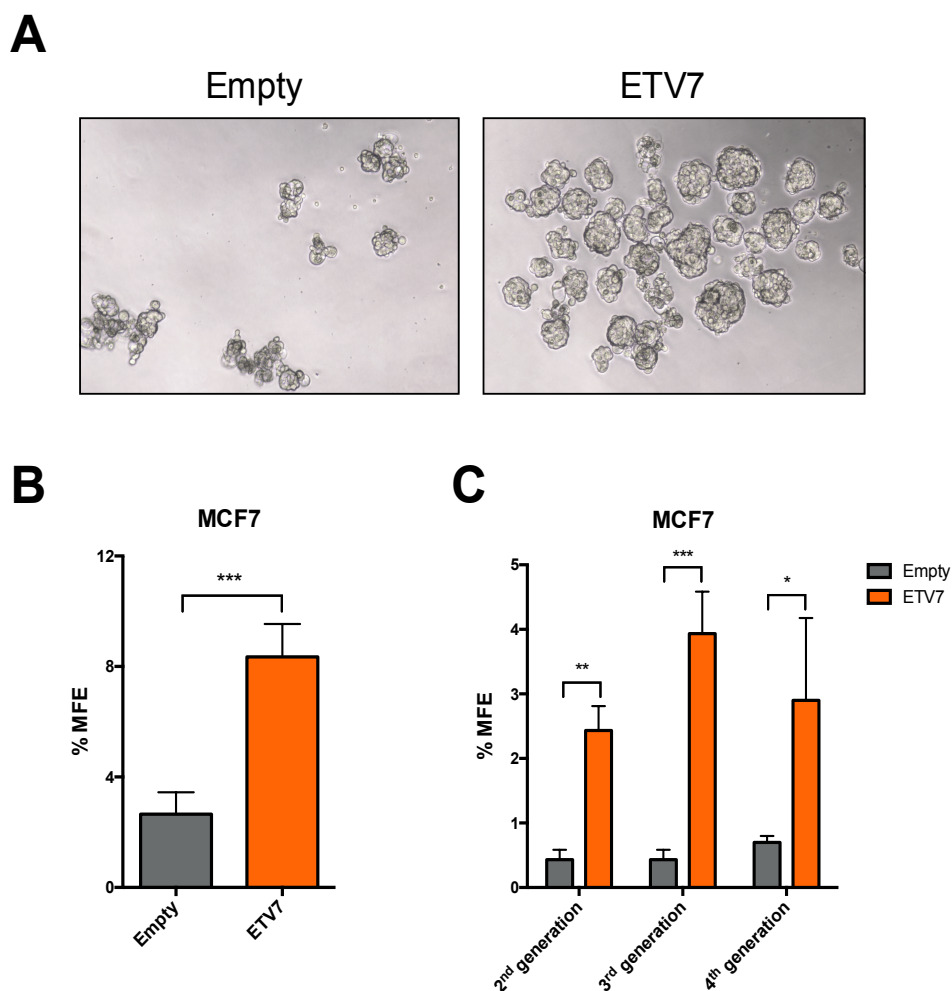 A
Empty
ETV7
B
MCF7
% MFE
12
8
4
0
***
Empty
ETV7
C
MCF7
% MFE
5
4
3
2
1
0
**
***
*
2nd generation
3rd generation
4th generation
Empty
ETV7